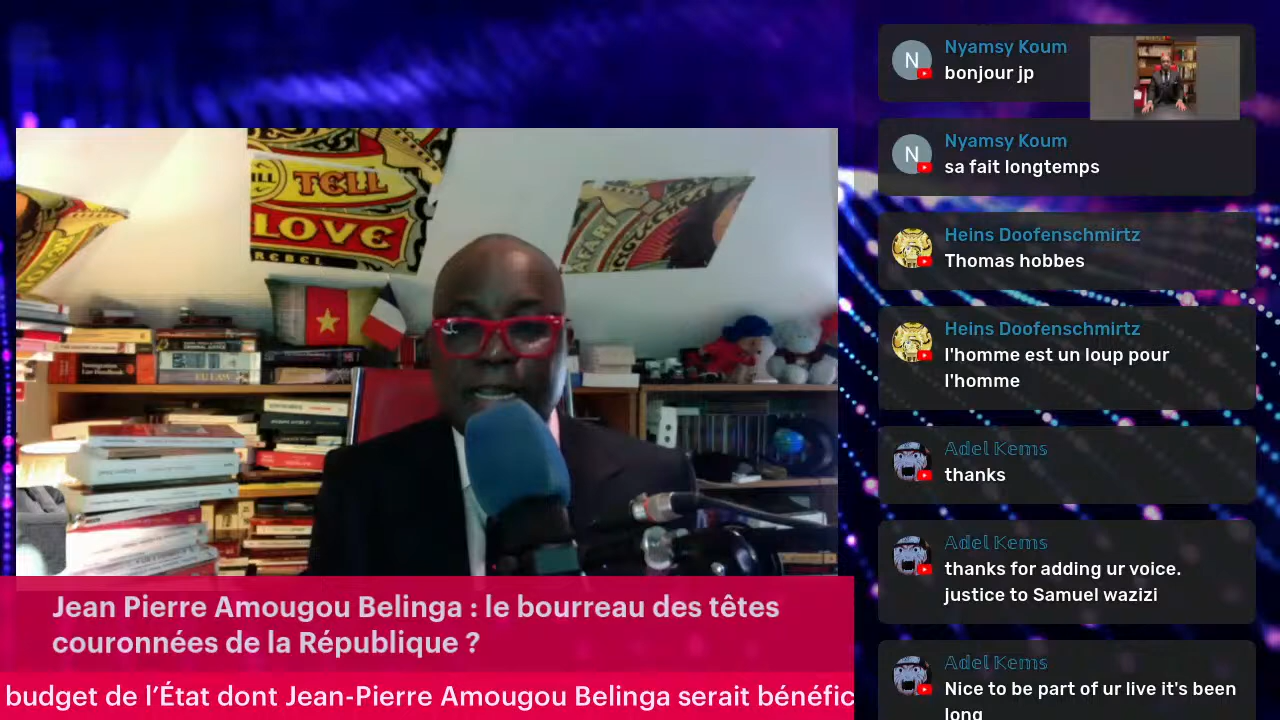 Nyamsy Koum
bonjour jp
Nyamsy Koum
sa fait longtemps
Heins Doofenschmirtz
Thomas hobbes
Heins Doofenschmirtz
l'homme est un loup pour
l'homme
Adel Kems
thanks
Adel Kems
thanks for adding ur voice.
justice to Samuel wazizi
Adel Kems
Nice to be part of ur live it's been
long
TELL
LOVE
REBEL
Jean Pierre Amougou Belinga : le bourreau des têtes
couronnées de la République ?
budget de l’État dont Jean-Pierre Amougou Belinga serait bénéfic